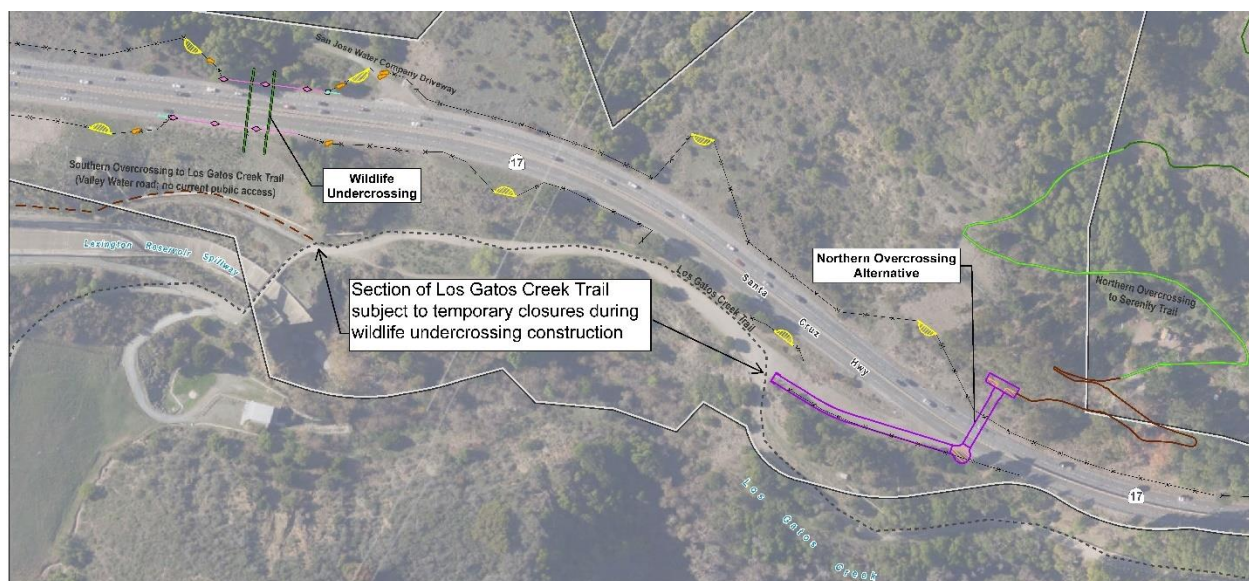 San Jose Water Company Driveway
Southern Overcrossing to Los Gatos Creek Trail
(Valley Water road; no current public access)
Wildlife
Undercrossing
17
Lexington Reservoir Spillway
Section of Los Gatos Creek Trail
subject to temporary closures during
wildlife undercrossing construction
Los Gatos Creek Trail
Santa Cruz Hwy
Northern Overcrossing
Alternative
Northern Overcrossing
to Serenity Trail
17
Los Gatos Creek